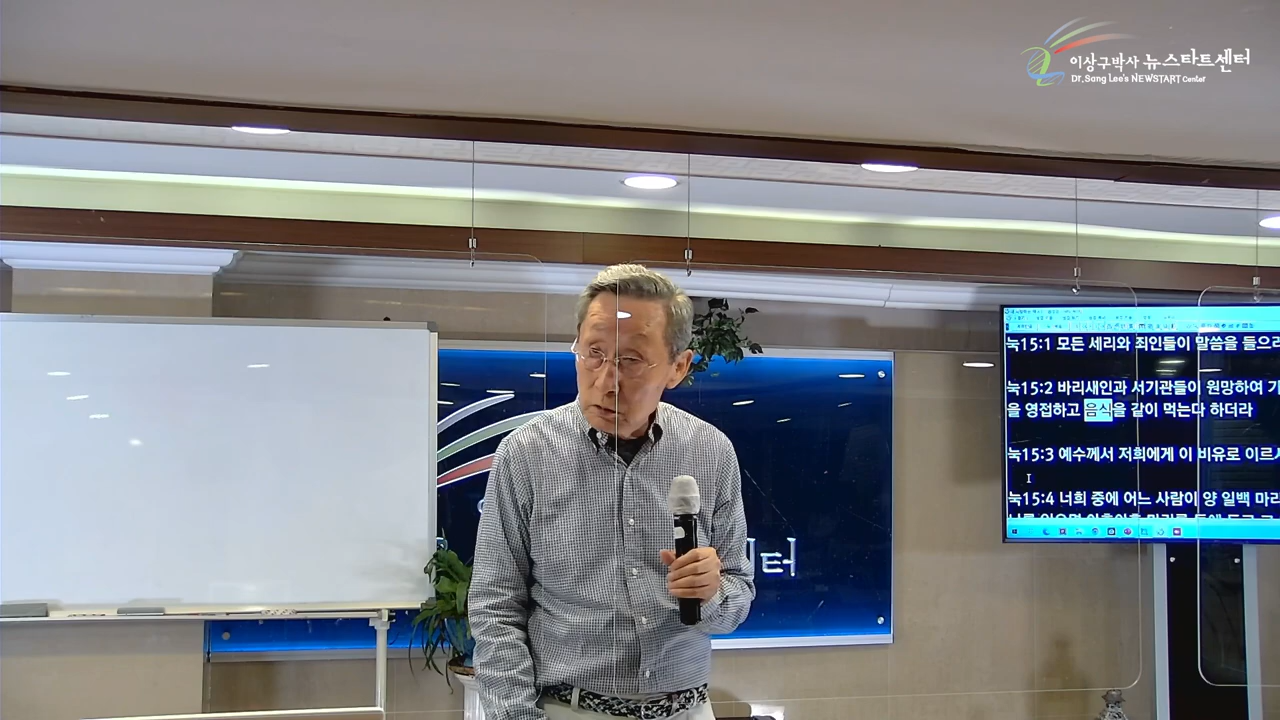 이상구박사 뉴스타트센터
Dr. Sang Lee's NEWSTART Center
눅15:1 모든 세리와 죄인들이 말씀을 들으러
눅15:2 바리새인과 서기관들이 원망하여
을 영접하고 음식을 같이 먹는다 하더라
눅15:3 예수께서 저희에게 이 비유로 이르시
눅15:4 너희 중에 어느 사람이 양 일백 마리
터